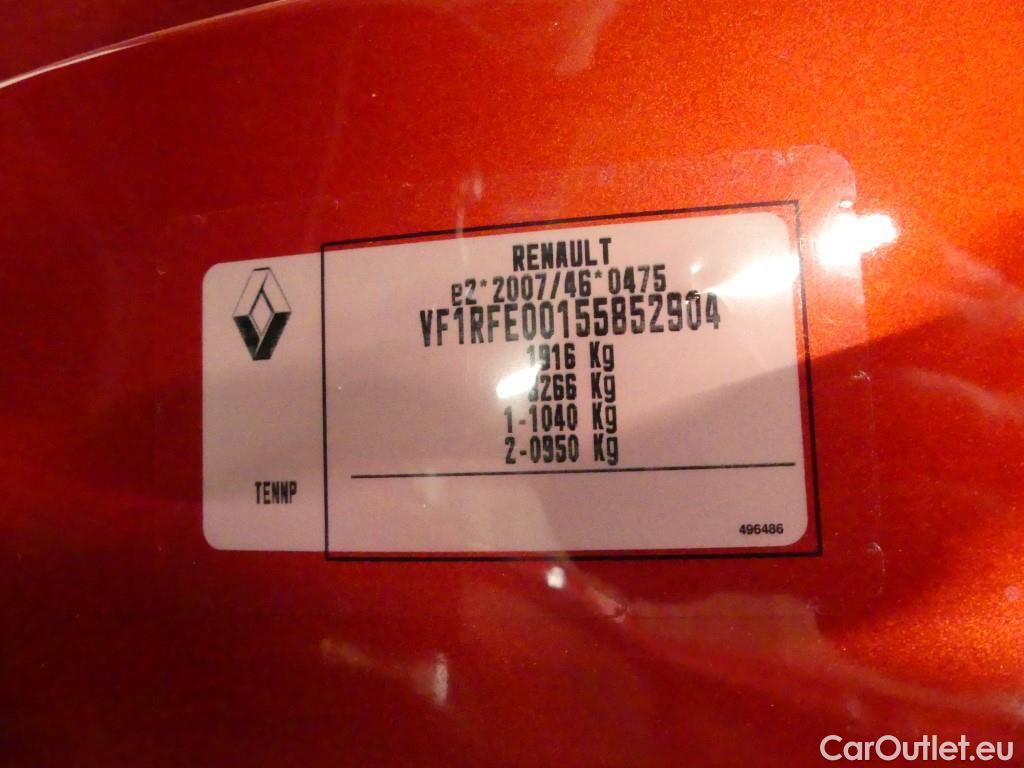 RENAULT
e2*2007/46*0475
VF1RFE00155852904
1916 Kg
3266 Kg
1-1040 Kg
2-0950 Kg
TENNP
496486
CarOutlet.eu